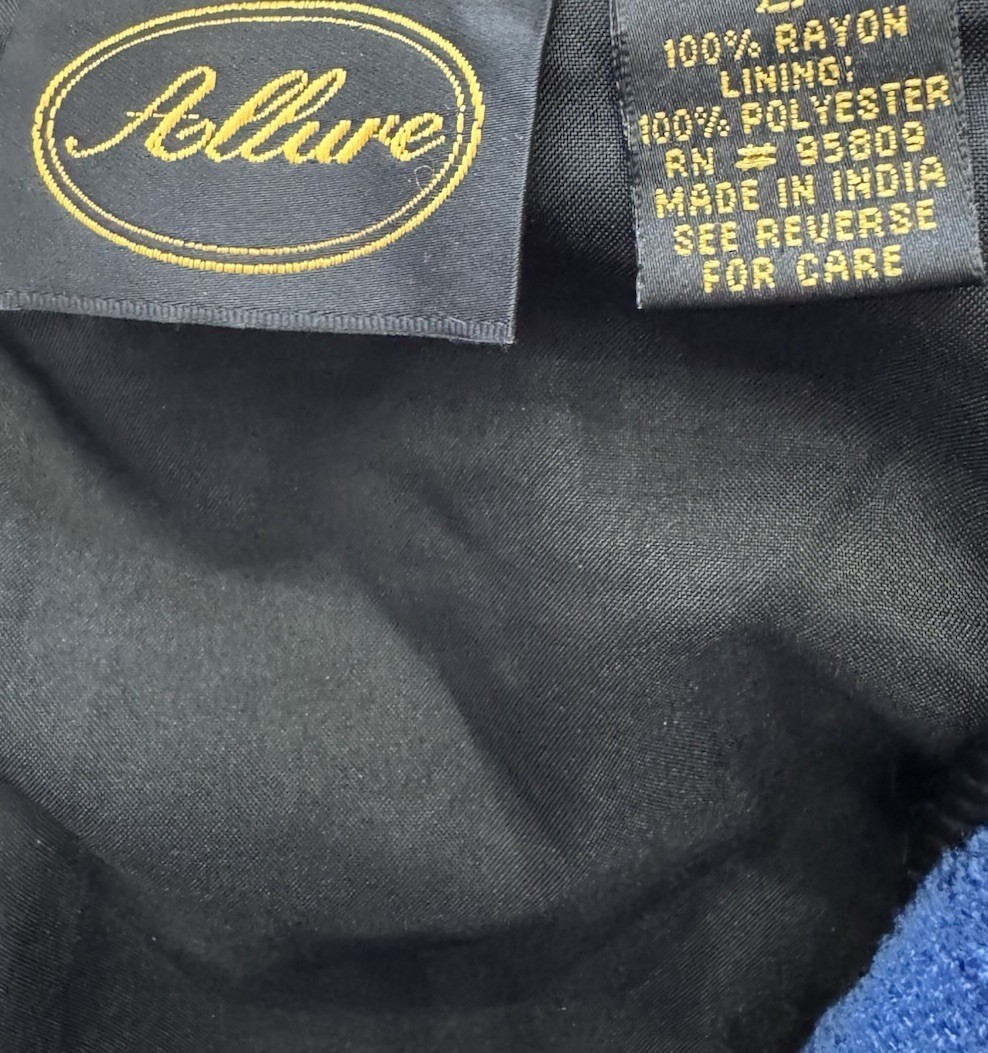 Allure
100% RAYON
LINING:
100% POLYESTER
RN # 95809
MADE IN INDIA
SEE REVERSE
FOR CARE